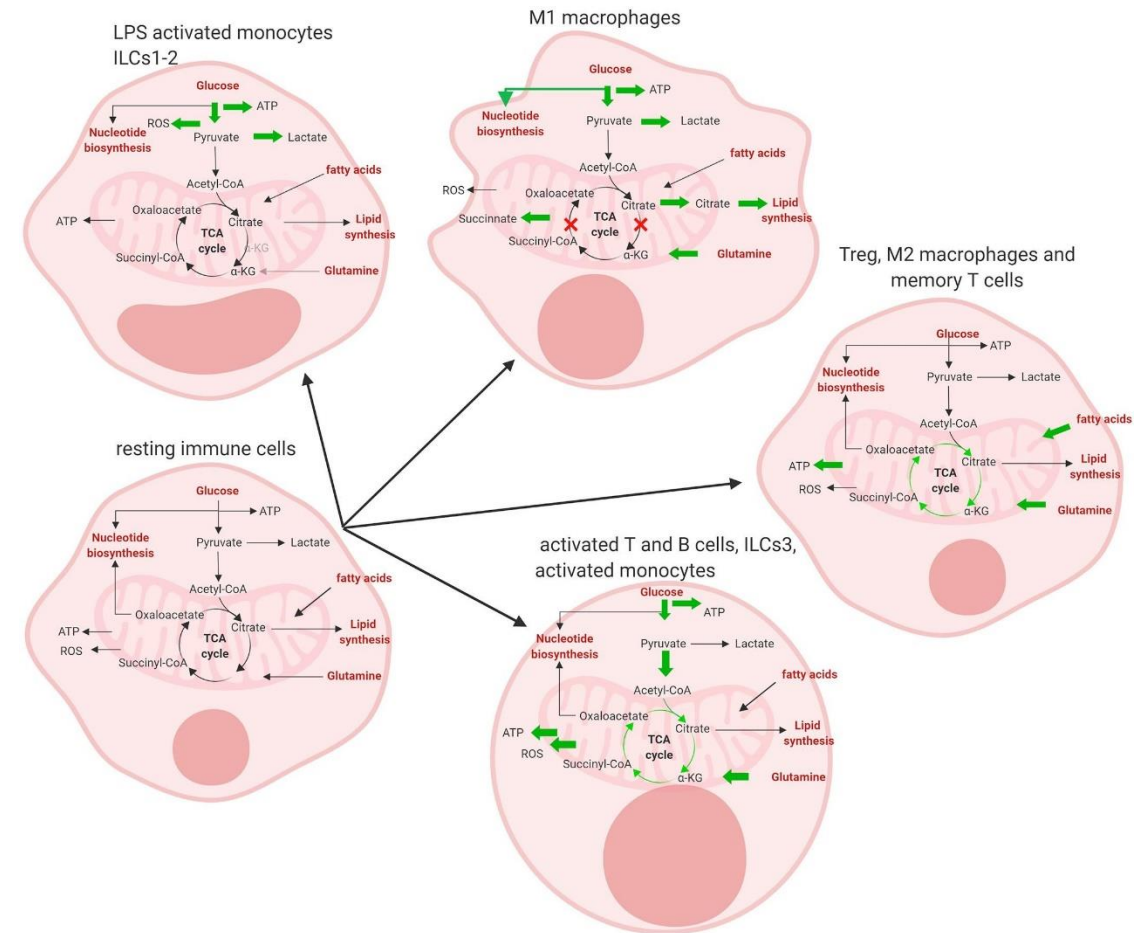 LPS activated monocytes
ILCs1-2
Glucose
ATP
ROS
Nucleotide
biosynthesis
Pyruvate
Lactate
fatty acids
Acetyl-CoA
Oxaloacetate
Citrate
ATP
TCA
cycle
Lipid
synthesis
α-KG
Succinyl-CoA
α-KG
Glutamine
M1 macrophages
Glucose
ATP
Nucleotide
biosynthesis
Pyruvate
Lactate
fatty acids
Acetyl-CoA
ROS
Oxaloacetate
Citrate
Citrate
Lipid
synthesis
Succinnate
TCA
cycle
Succinyl-CoA
α-KG
Glutamine
Treg, M2 macrophages and
memory T cells
Glucose
ATP
Nucleotide
biosynthesis
Pyruvate
Lactate
fatty acids
Acetyl-CoA
Oxaloacetate
Citrate
Lipid
synthesis
ATP
TCA
cycle
ROS
Succinyl-CoA
α-KG
Glutamine
resting immune cells
Glucose
ATP
Nucleotide
biosynthesis
Pyruvate
Lactate
fatty acids
Acetyl-CoA
Oxaloacetate
Citrate
Lipid
synthesis
ATP
TCA
cycle
ROS
Succinyl-CoA
Glutamine
activated T and B cells, ILCs3,
activated monocytes
Glucose
ATP
Nucleotide
biosynthesis
Pyruvate
Lactate
fatty acids
Acetyl-CoA
Oxaloacetate
Citrate
Lipid
synthesis
ATP
TCA
cycle
ROS
Succinyl-CoA
α-KG
Glutamine